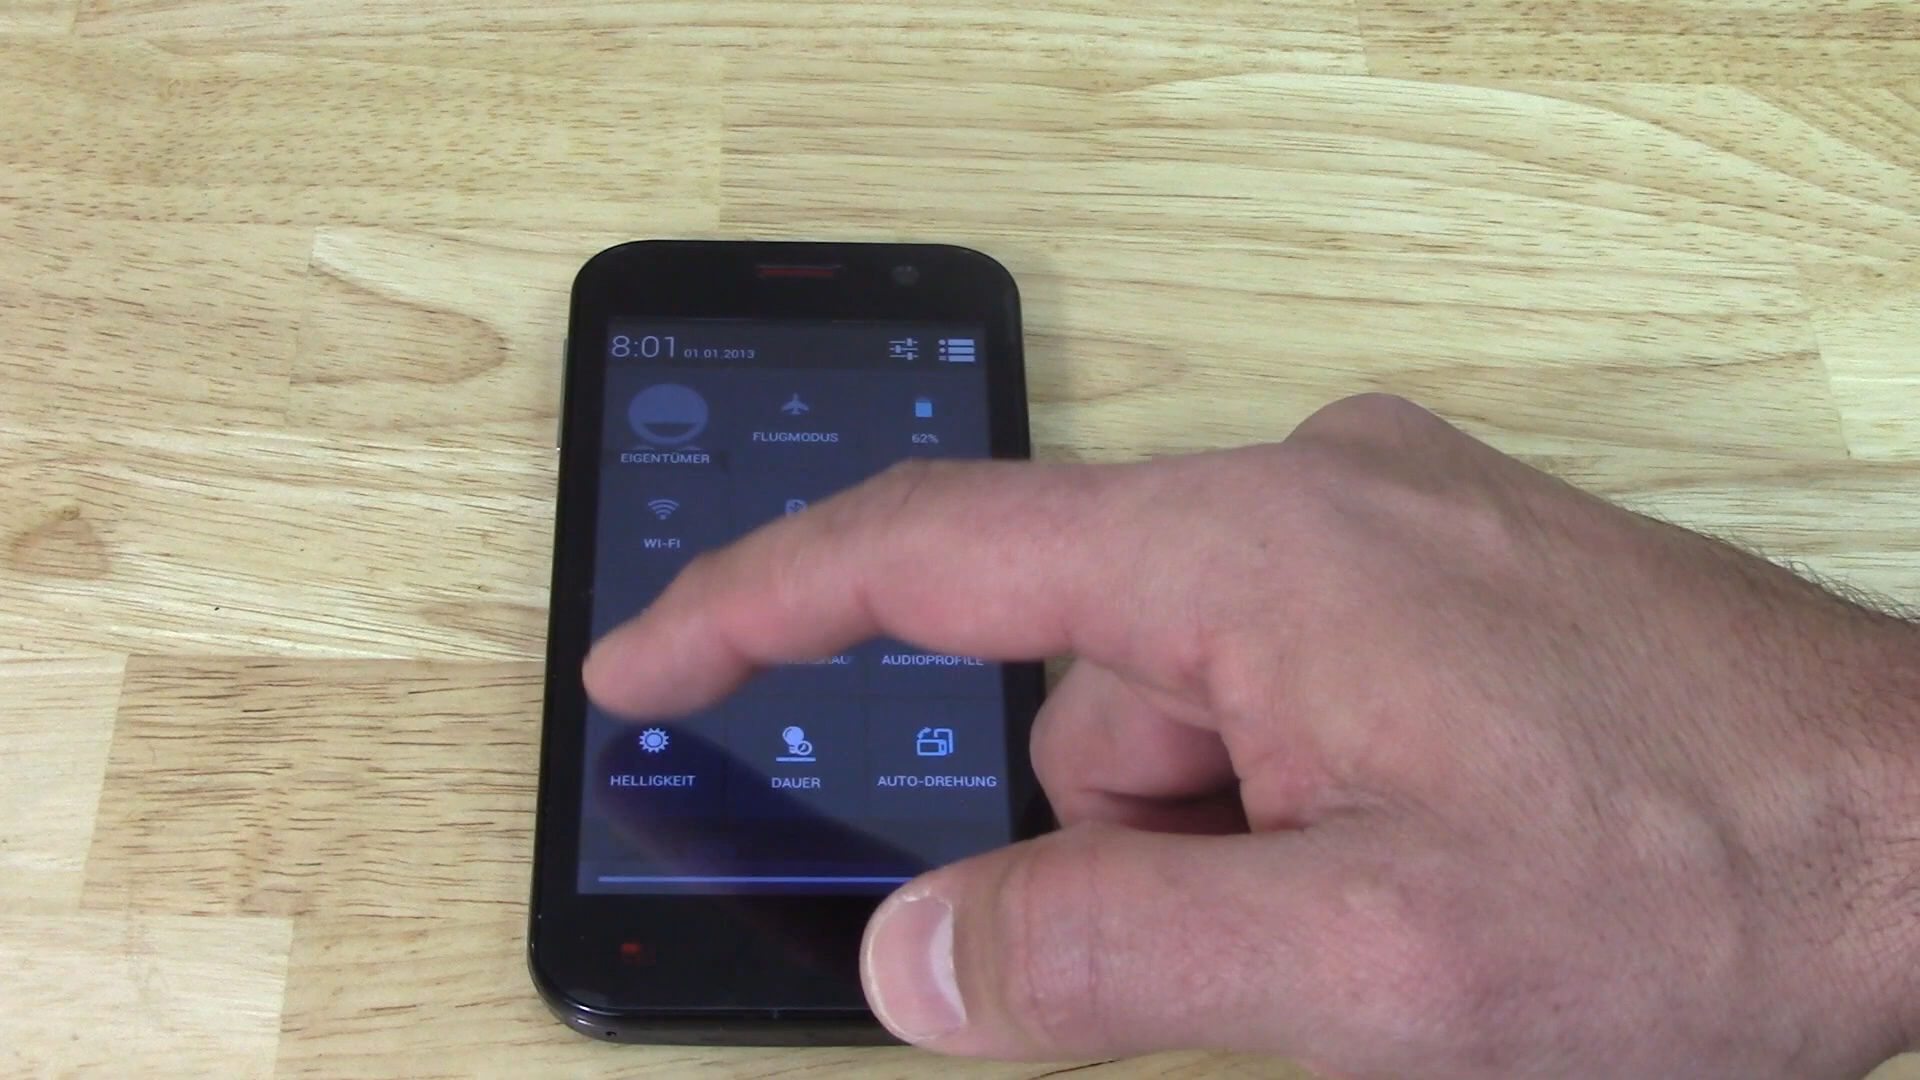 8:01 01.01.2013
EIGENTÜMER FLUGMODUS 62%
WI-FI
AUDIOPROFILE
HELLIGKEIT DAUER AUTO-DREHUNG